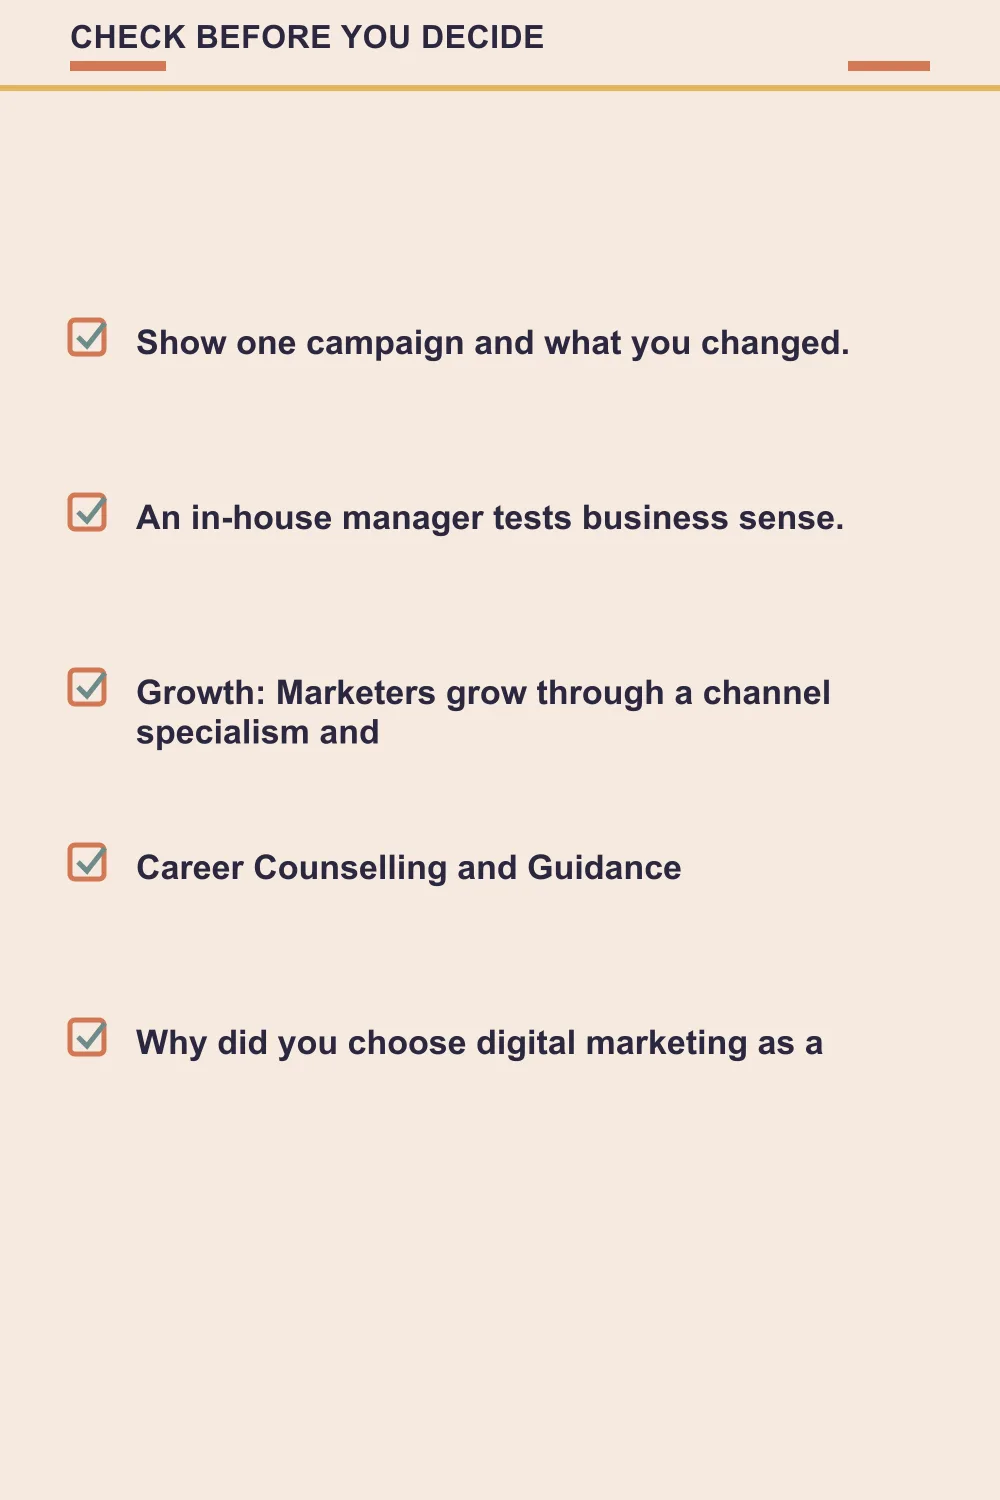 CHECK BEFORE YOU DECIDE
Show one campaign and what you changed.
An in-house manager tests business sense.
Growth: Marketers grow through a channel
specialism and
Career Counselling and Guidance
Why did you choose digital marketing as a